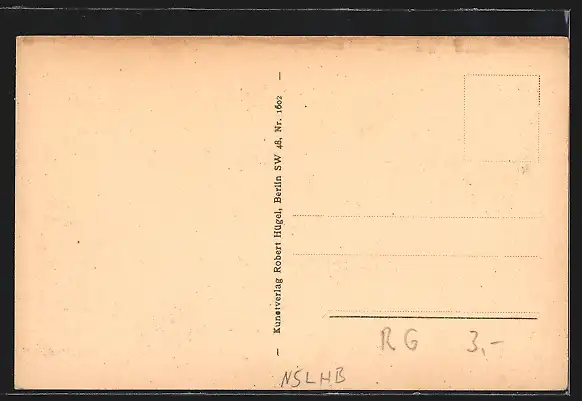 — Kunstverlag Robert Hügel, Berlin SW 48, Nr. 1602 —
RG 3,-
NSLHB